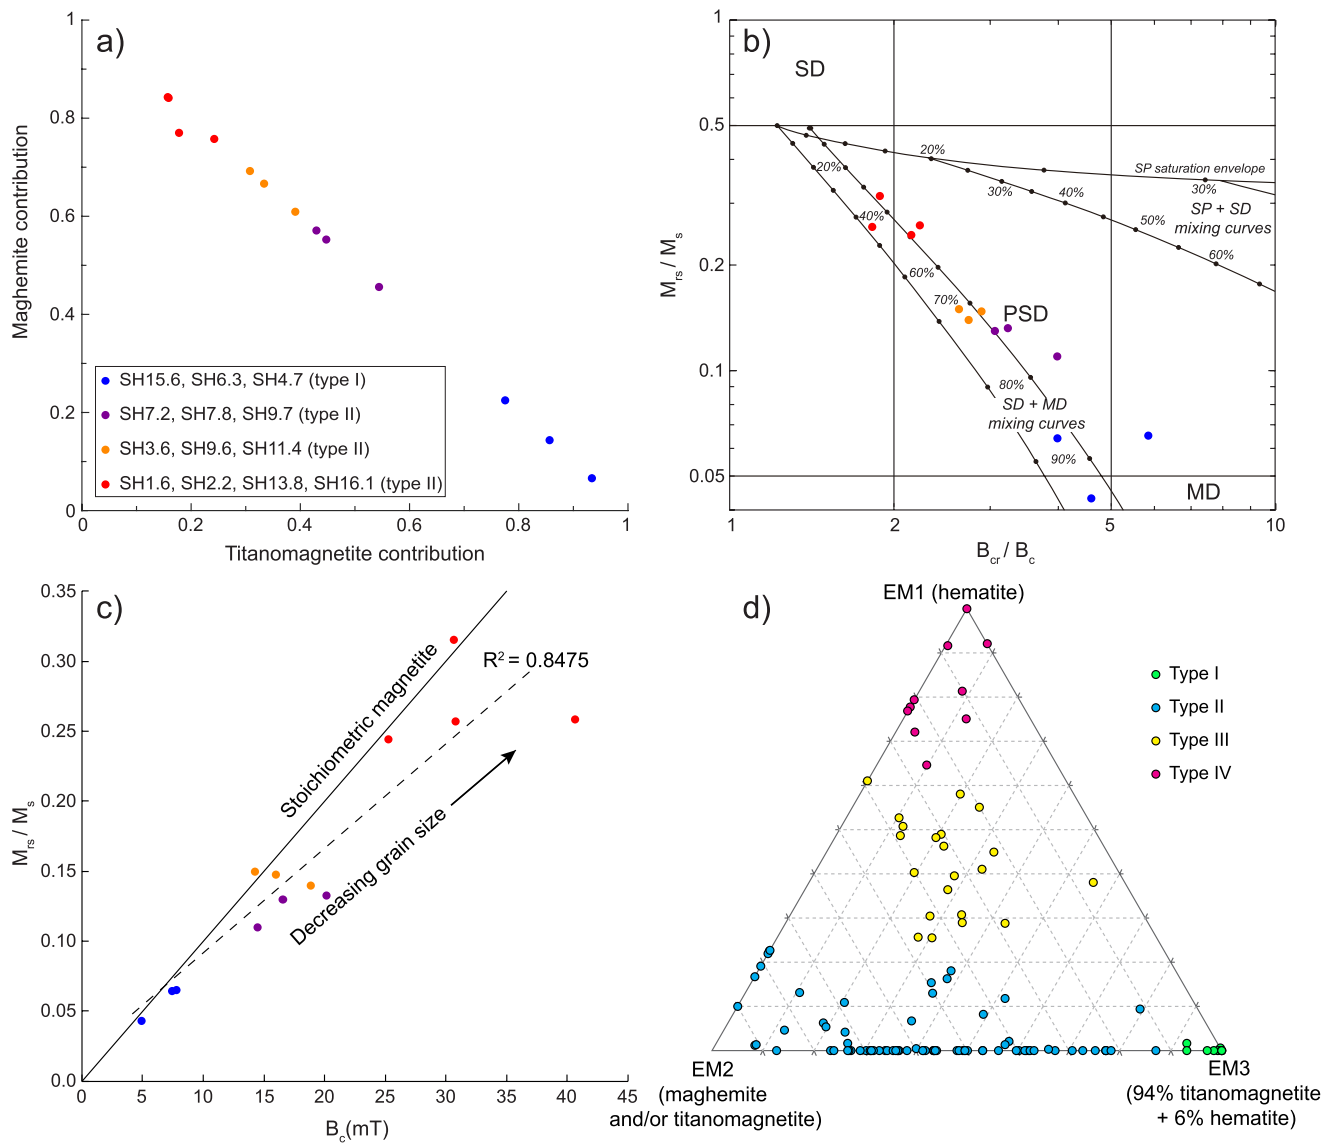 a)
1
0.8
0.6
0.4
0.2
0
Maghemite contribution
SH15.6, SH6.3, SH4.7 (type I)
SH7.2, SH7.8, SH9.7 (type II)
SH3.6, SH9.6, SH11.4 (type II)
SH1.6, SH2.2, SH13.8, SH16.1 (type II)
0 0.2 0.4 0.6 0.8 1
Titanomagnetite contribution
b)
1
0.5
0.2
0.1
0.05
Mrs / Ms
SD
20%
SP saturation envelope
20%
30%
40%
30%
SP + SD
mixing curves
40%
50%
60%
60%
70%
PSD
80%
SD + MD
mixing curves
90%
MD
1 2 5 10
Bcr / Bc
c)
0.35
0.30
0.25
0.20
0.15
0.10
0.05
0.0
Mrs / Ms
Stoichiometric magnetite
R2 = 0.8475
Decreasing grain size
0 5 10 15 20 25 30 35 40 45
Bc(mT)
d)
EM1 (hematite)
Type I
Type II
Type III
Type IV
EM2
(maghemite
and/or titanomagnetite)
EM3
(94% titanomagnetite
+ 6% hematite)